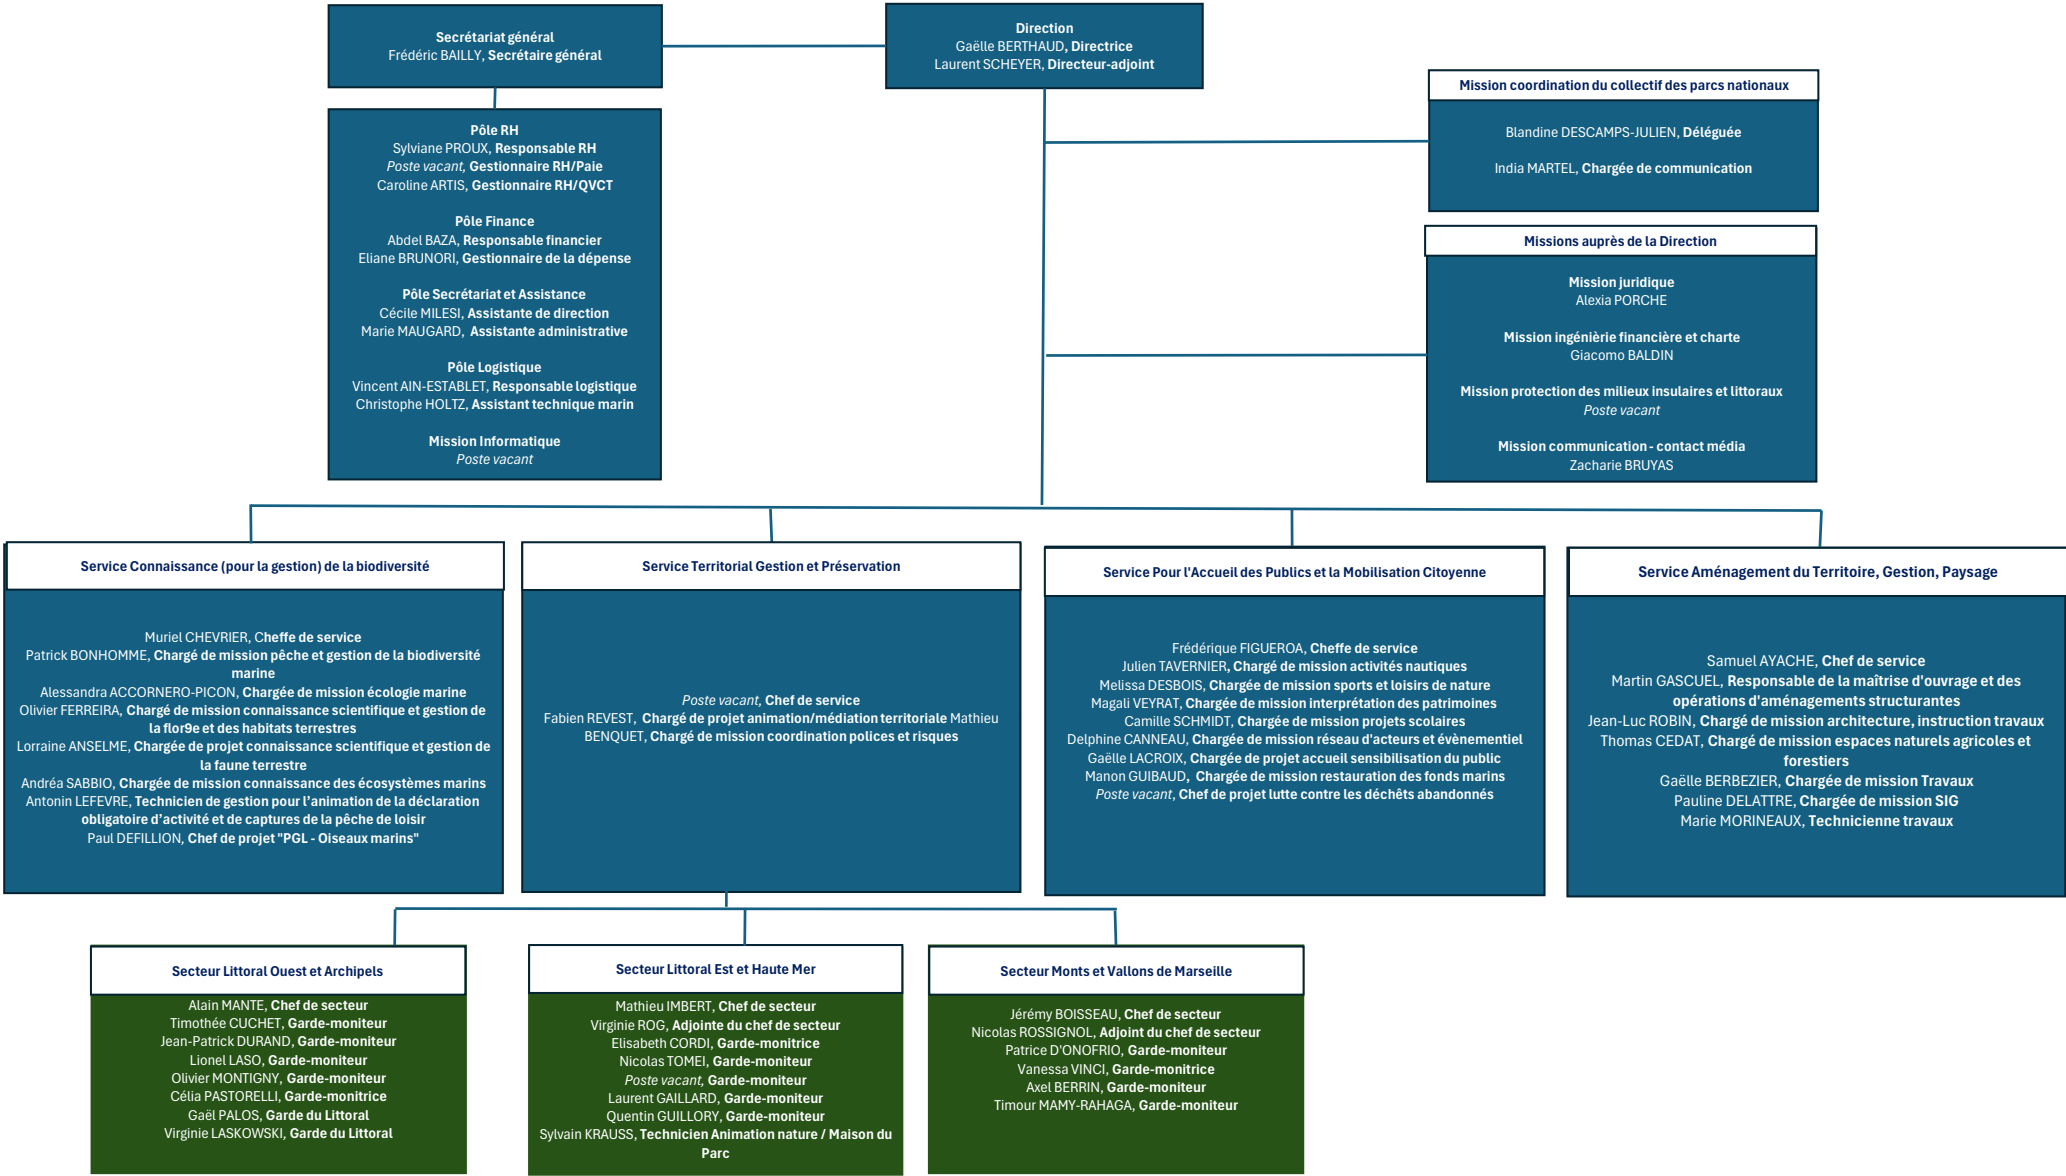 Secrétariat général
Frédéric BAILLY, Secrétaire général
Direction
Gaëlle BERTHAUD, Directrice
Laurent SCHEYER, Directeur-adjoint
Mission coordination du collectif des parcs nationaux
Blandine DESCAMPS-JULIEN, Déléguée
India MARTEL, Chargée de communication
Pôle RH
Sylviane PROUX, Responsable RH
Poste vacant, Gestionnaire RH/Paie
Caroline ARTIS, Gestionnaire RH/QVCT
Pôle Finance
Abdel BAZA, Responsable financier
Eliane BRUNORI, Gestionnaire de la dépense
Pôle Secrétariat et Assistance
Cécile MILESI, Assistante de direction
Marie MAUGARD, Assistante administrative
Pôle Logistique
Vincent AIN-ESTABLET, Responsable logistique
Christophe HOLTZ, Assistant technique marin
Mission Informatique
Poste vacant
Missions auprès de la Direction
Mission juridique
Alexia PORCHE
Mission ingénièrie financière et charte
Giacomo BALDIN
Mission protection des milieux insulaires et littoraux
Poste vacant
Mission communication - contact média
Zacharie BRUYAS
Service Connaissance (pour la gestion) de la biodiversité
Muriel CHEVRIER, Cheffe de service
Patrick BONHOMME, Chargé de mission pêche et gestion de la biodiversité
marine
Alessandra ACCORNERO-PICON, Chargée de mission écologie marine
Olivier FERREIRA, Chargé de mission connaissance scientifique et gestion de
la flor9e et des habitats terrestres
Lorraine ANSELME, Chargée de projet connaissance scientifique et gestion de
la faune terrestre
Andréa SABBIO, Chargée de mission connaissance des écosystèmes marins
Antonin LEFEVRE, Technicien de gestion pour l'animation de la déclaration
obligatoire d'activité et de captures de la pêche de loisir
Paul DEFILLION, Chef de projet "PGL - Oiseaux marins"
Service Territorial Gestion et Préservation
Poste vacant, Chef de service
Fabien REVEST, Chargé de projet animation/médiation territoriale Mathieu
BENQUET, Chargé de mission coordination polices et risques
Service Pour l'Accueil des Publics et la Mobilisation Citoyenne
Frédérique FIGUEROA, Cheffe de service
Julien TAVERNIER, Chargé de mission activités nautiques
Melissa DESBOIS, Chargée de mission sports et loisirs de nature
Magali VEYRAT, Chargée de mission interprétation des patrimoines
Camille SCHMIDT, Chargée de mission projets scolaires
Delphine CANNEAU, Chargée de mission réseau d'acteurs et évènementiel
Gaëlle LACROIX, Chargée de projet accueil sensibilisation du public
Manon GUIBAUD, Chargée de mission restauration des fonds marins
Poste vacant, Chef de projet lutte contre les déchêts abandonnés
Service Aménagement du Territoire, Gestion, Paysage
Samuel AYACHE, Chef de service
Martin GASCUEL, Responsable de la maîtrise d'ouvrage et des
opérations d'aménagements structurantes
Jean-Luc ROBIN, Chargé de mission architecture, instruction travaux
Thomas CEDAT, Chargé de mission espaces naturels agricoles et
forestiers
Gaëlle BERBEZIER, Chargée de mission Travaux
Pauline DELATTRE, Chargée de mission SIG
Marie MORINEAUX, Technicienne travaux
Secteur Littoral Ouest et Archipels
Alain MANTE, Chef de secteur
Timothée CUCHET, Garde-moniteur
Jean-Patrick DURAND, Garde-moniteur
Lionel LASO, Garde-moniteur
Olivier MONTIGNY, Garde-moniteur
Célia PASTORELLI, Garde-monitrice
Gaël PALOS, Garde du Littoral
Virginie LASKOWSKI, Garde du Littoral
Secteur Littoral Est et Haute Mer
Mathieu IMBERT, Chef de secteur
Virginie ROG, Adjointe du chef de secteur
Elisabeth CORDI, Garde-monitrice
Nicolas TOMEI, Garde-moniteur
Poste vacant, Garde-moniteur
Laurent GAILLARD, Garde-moniteur
Quentin GUILLORY, Garde-moniteur
Sylvain KRAUSS, Technicien Animation nature / Maison du
Parc
Secteur Monts et Vallons de Marseille
Jérémy BOISSEAU, Chef de secteur
Nicolas ROSSIGNOL, Adjoint du chef de secteur
Patrice D'ONOFRIO, Garde-moniteur
Vanessa VINCI, Garde-monitrice
Axel BERRIN, Garde-moniteur
Timour MAMY-RAHAGA, Garde-moniteur